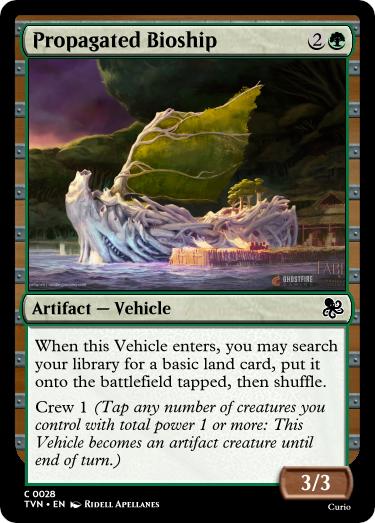 Propagated Bioship 2
GHOSTFIRE
Artifact — Vehicle
When this Vehicle enters, you may search
your library for a basic land card, put it
onto the battlefield tapped, then shuffle.
Crew 1 (Tap any number of creatures you
control with total power 1 or more: This
Vehicle becomes an artifact creature until
end of turn.)
3/3
C 0028
TVN • EN Ridell Apellanes
Curio